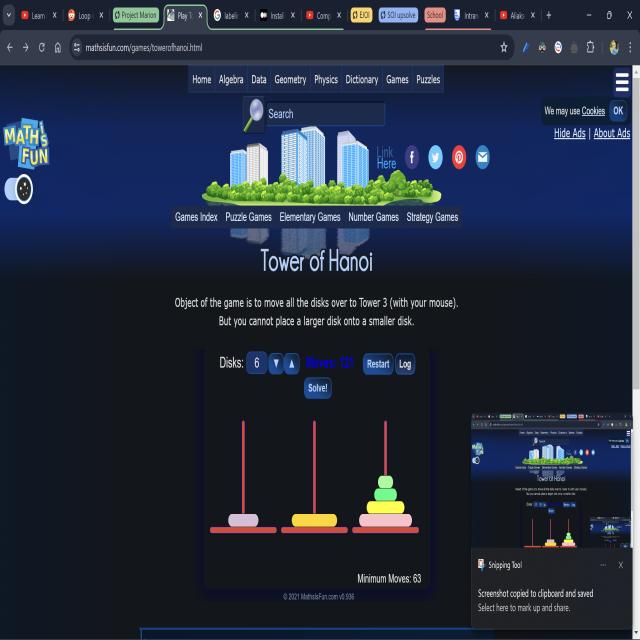 Learn
Loop
Project Marion
Play T
labeli
Instal
Comp
EJOI
SOI upsolve
School
Intran
Aliaks
mathsisfun.com/games/towerofhanoi.html
Home Algebra Data Geometry Physics Dictionary Games Puzzles
Search
We may use Cookies OK
Hide Ads | About Ads
MATH'S FUN
Link
Here
Games Index Puzzle Games Elementary Games Number Games Strategy Games
Tower of Hanoi
Object of the game is to move all the disks over to Tower 3 (with your mouse).
But you cannot place a larger disk onto a smaller disk.
Disks: 6 ▼ ▲ Moves: 121 Restart Log
Solve!
Minimum Moves: 63
© 2021 MathsIsFun.com v0.936
Snipping Tool
Screenshot copied to clipboard and saved
Select here to mark up and share.